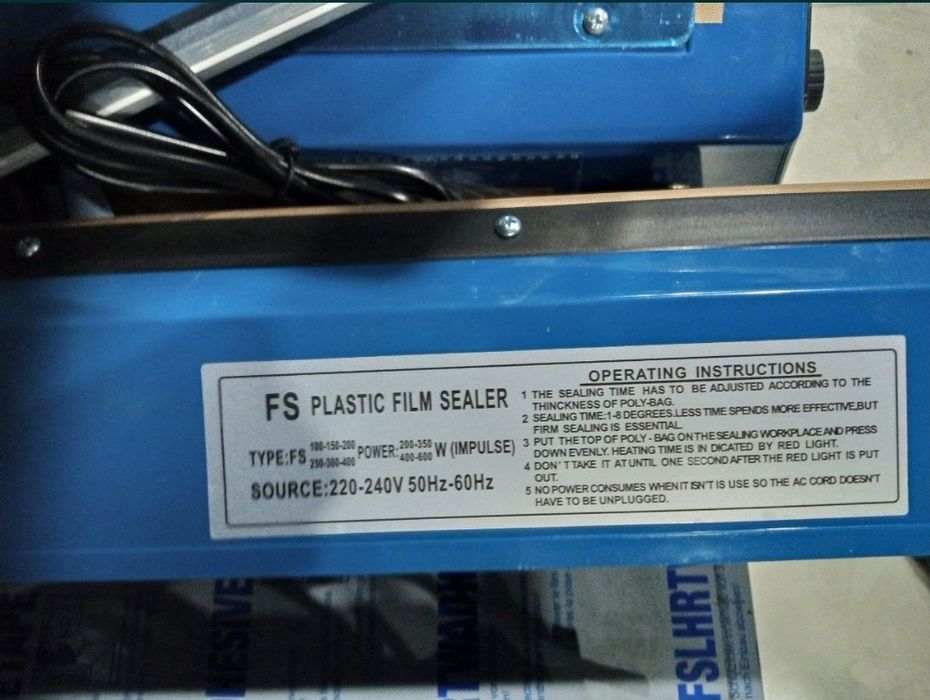 FS PLASTIC FILM SEALER
TYPE:FS 100-150-200 POWER: 200-350 W (IMPULSE)
250-300-400 400-600
SOURCE:220-240V 50Hz-60Hz
OPERATING INSTRUCTIONS
1 THE SEALING TIME HAS TO BE ADJUSTED ACCORDING TO THE
THINCKNESS OF POLY-BAG.
2 SEALING TIME:1-8 DEGREES.LESS TIME SPENDS MORE EFFECTIVE,BUT
FIRM SEALING IS ESSENTIAL.
3 PUT THE TOP OF POLY - BAG ON THE SEALING WORKPLACE AND PRESS
DOWN EVENLY. HEATING TIME IS IN DICATED BY RED LIGHT.
4 DON'T TAKE IT AT UNTIL ONE SECOND AFTER THE RED LIGHT IS PUT
OUT.
5 NO POWER CONSUMES WHEN IT ISN'T IS USE SO THE AC CORD DOESN'T
HAVE TO BE UNPLUGGED.
HESIVE
FSLHRT